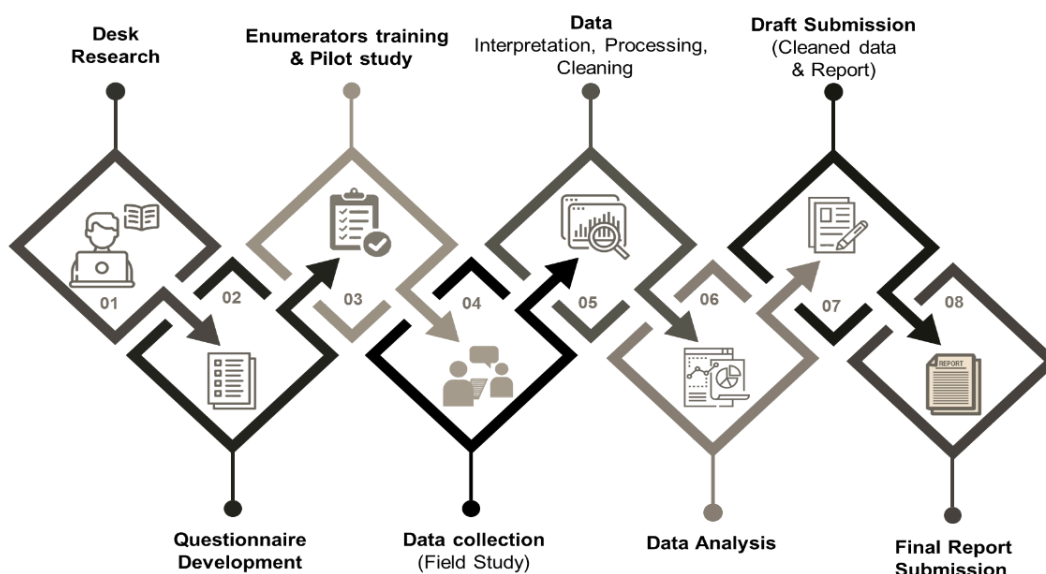 Desk
Research
Enumerators training
& Pilot study
Data
Interpretation, Processing,
Cleaning
Draft Submission
(Cleaned data
& Report)
01
02
03
04
05
06
07
08
REPORT
Questionnaire
Development
Data collection
(Field Study)
Data Analysis
Final Report
Submission